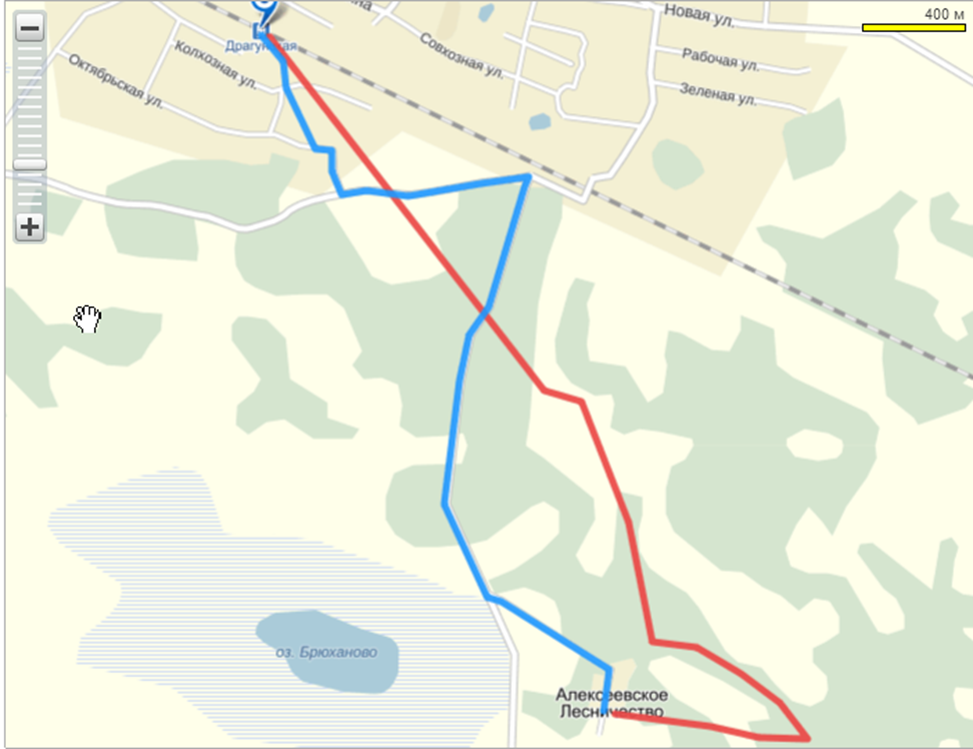 Новая ул.
400 м
Совхозная ул.
Рабочая ул.
Драгунская
Колхозная ул.
Октябрьская ул.
Зеленая ул.
оз. Брюханово
Алексеевское
Лесничество